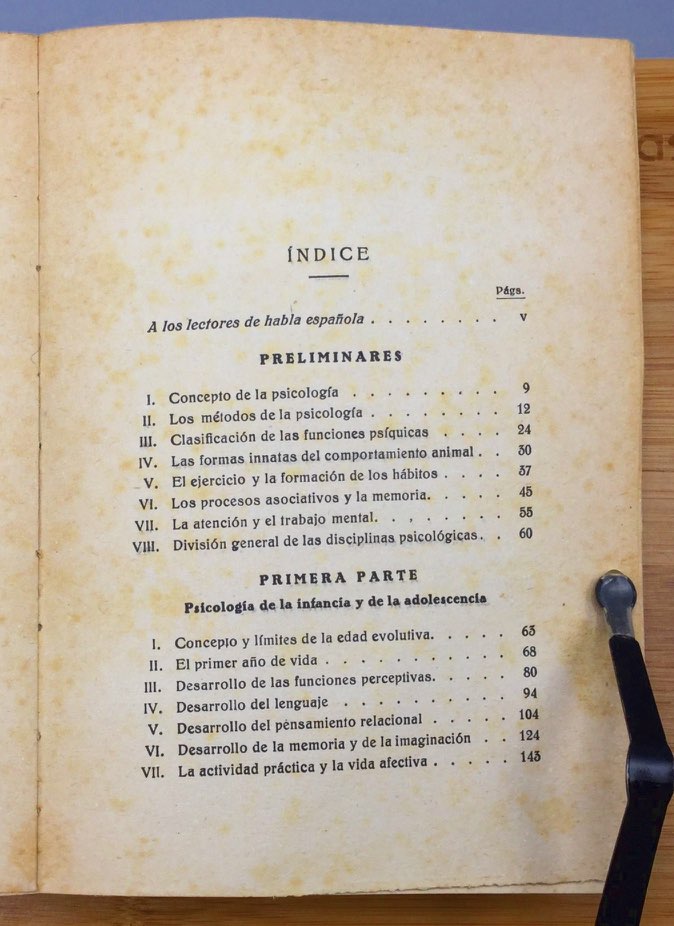 ÍNDICE
Págs.
A los lectores de habla española . . . . . . . . v
PRELIMINARES
I. Concepto de la psicología . . . . . . . . . 9
II. Los métodos de la psicología . . . . . . . . 12
III. Clasificación de las funciones psíquicas . . . . 24
IV. Las formas innatas del comportamiento animal . . 30
V. El ejercicio y la formación de los hábitos . . . . 37
VI. Los procesos asociativos y la memoria. . . . . 45
VII. La atención y el trabajo mental. . . . . . . . 55
VIII. División general de las disciplinas psicológicas. . 60
PRIMERA PARTE
Psicología de la infancia y de la adolescencia
I. Concepto y límites de la edad evolutiva. . . . . 63
II. El primer año de vida . . . . . . . . . . . 68
III. Desarrollo de las funciones perceptivas. . . . . 80
IV. Desarrollo del lenguaje . . . . . . . . . . 94
V. Desarrollo del pensamiento relacional . . . . . 104
VI. Desarrollo de la memoria y de la imaginación . . 124
VII. La actividad práctica y la vida afectiva . . . . . 143